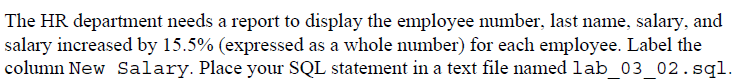 The HR department needs a report to display the employee number, last name, salary, and
salary increased by 15.5% (expressed as a whole number) for each employee. Label the
column New Salary. Place your SQL statement in a text file named lab_03_02.sql.